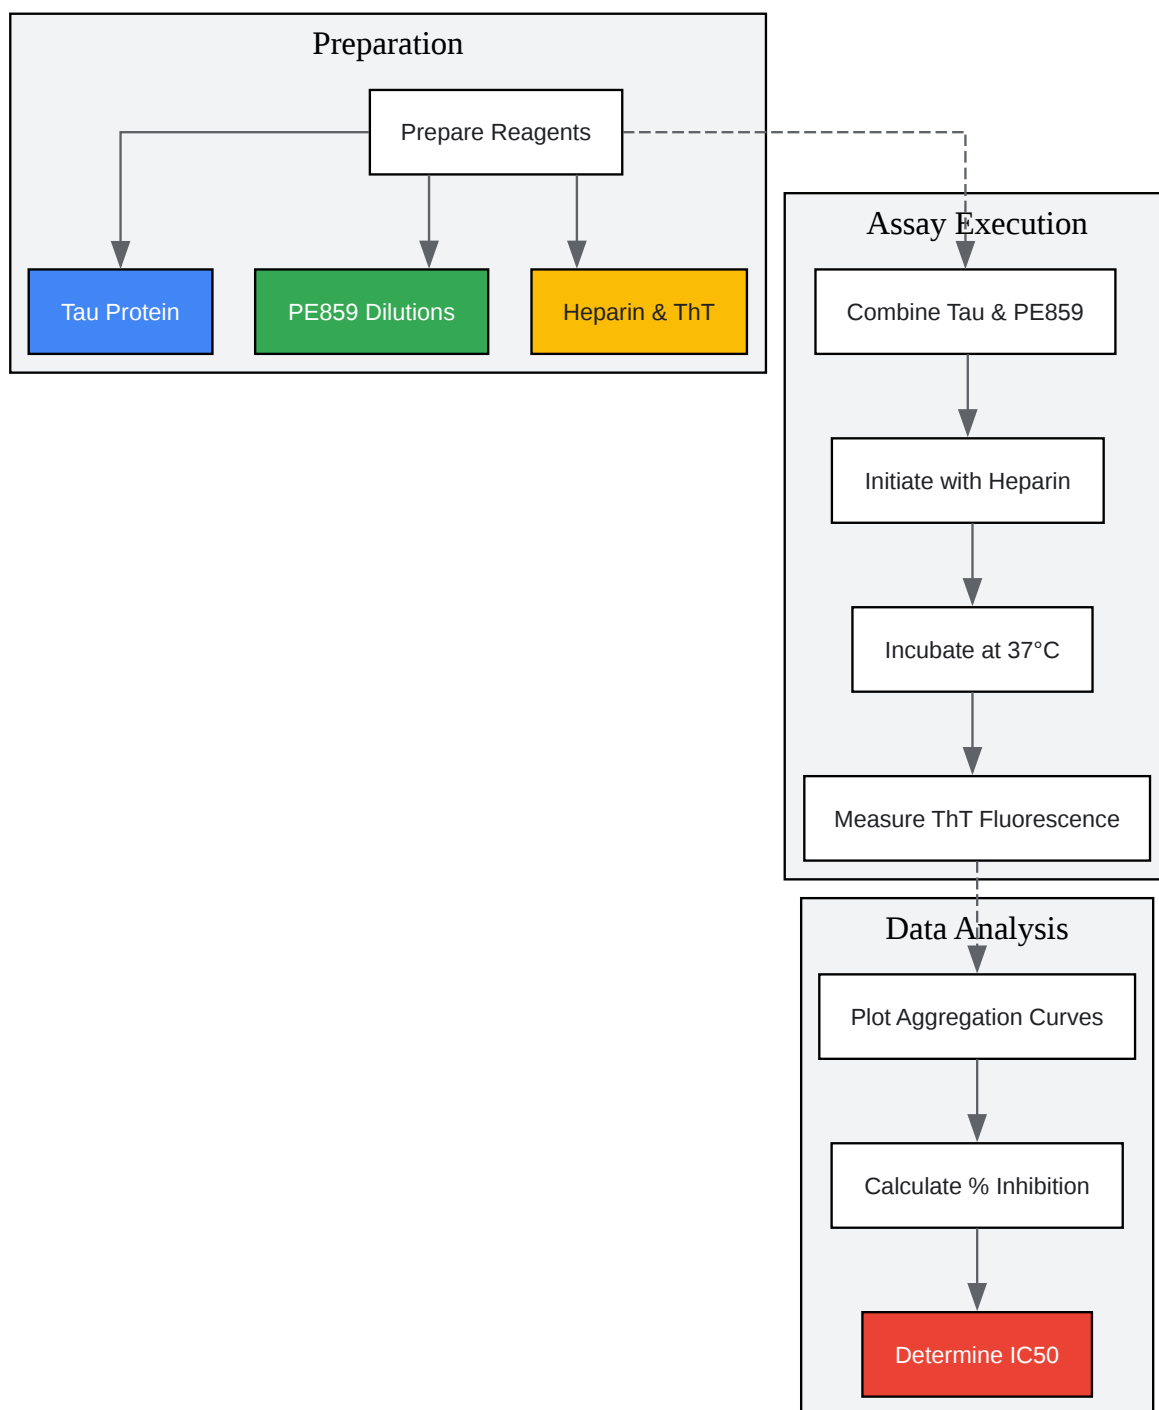 Preparation
Prepare Reagents
Tau Protein
PE859 Dilutions
Heparin & ThT
Assay Execution
Combine Tau & PE859
Initiate with Heparin
Incubate at 37°C
Measure ThT Fluorescence
Data Analysis
Plot Aggregation Curves
Calculate % Inhibition
Determine IC50